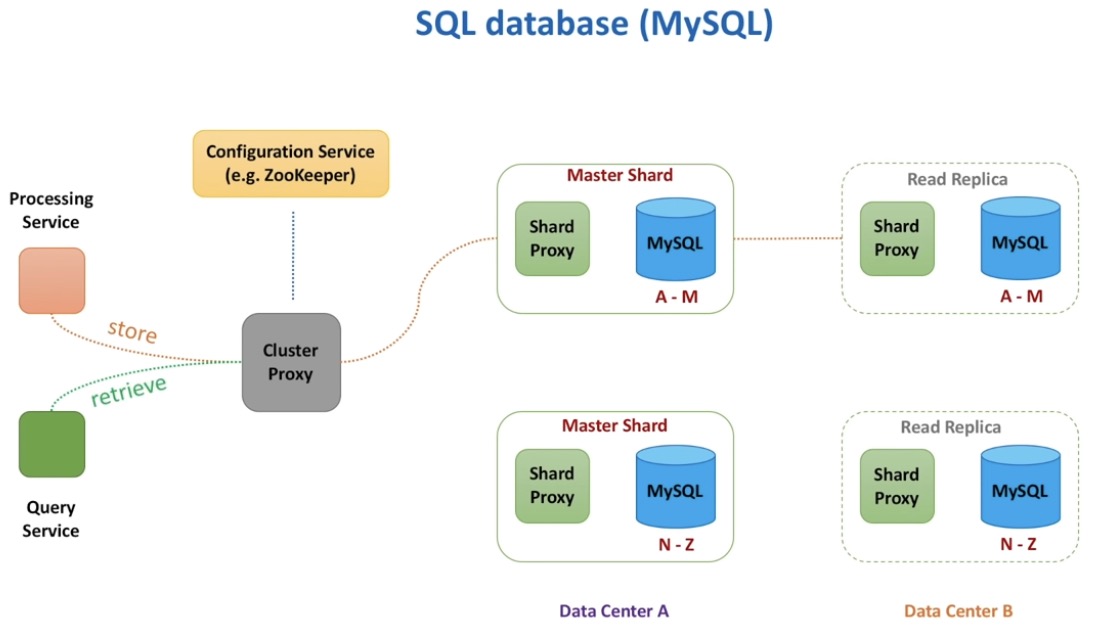 SQL database (MySQL)
Configuration Service
(e.g. ZooKeeper)
Processing
Service
store
retrieve
Cluster
Proxy
Query
Service
Master Shard
Shard
Proxy
MySQL
A - M
Read Replica
Shard
Proxy
MySQL
A - M
Master Shard
Shard
Proxy
MySQL
N - Z
Read Replica
Shard
Proxy
MySQL
N - Z
Data Center A
Data Center B